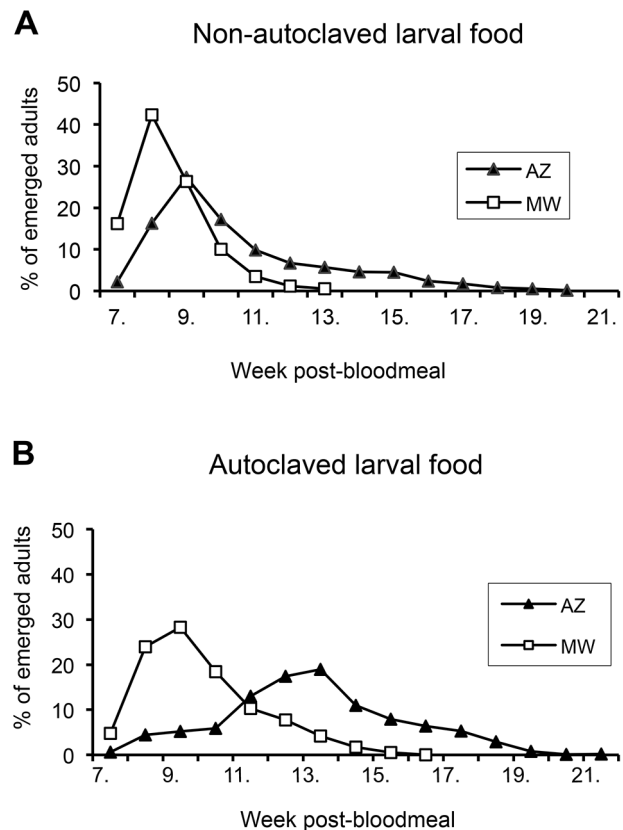 A
Non-autoclaved larval food
% of emerged adults
50
40
30
20
10
0
AZ
MW
7. 9. 11. 13. 15. 17. 19. 21.
Week post-bloodmeal
B
Autoclaved larval food
% of emerged adults
50
40
30
20
10
0
AZ
MW
7. 9. 11. 13. 15. 17. 19. 21.
Week post-bloodmeal